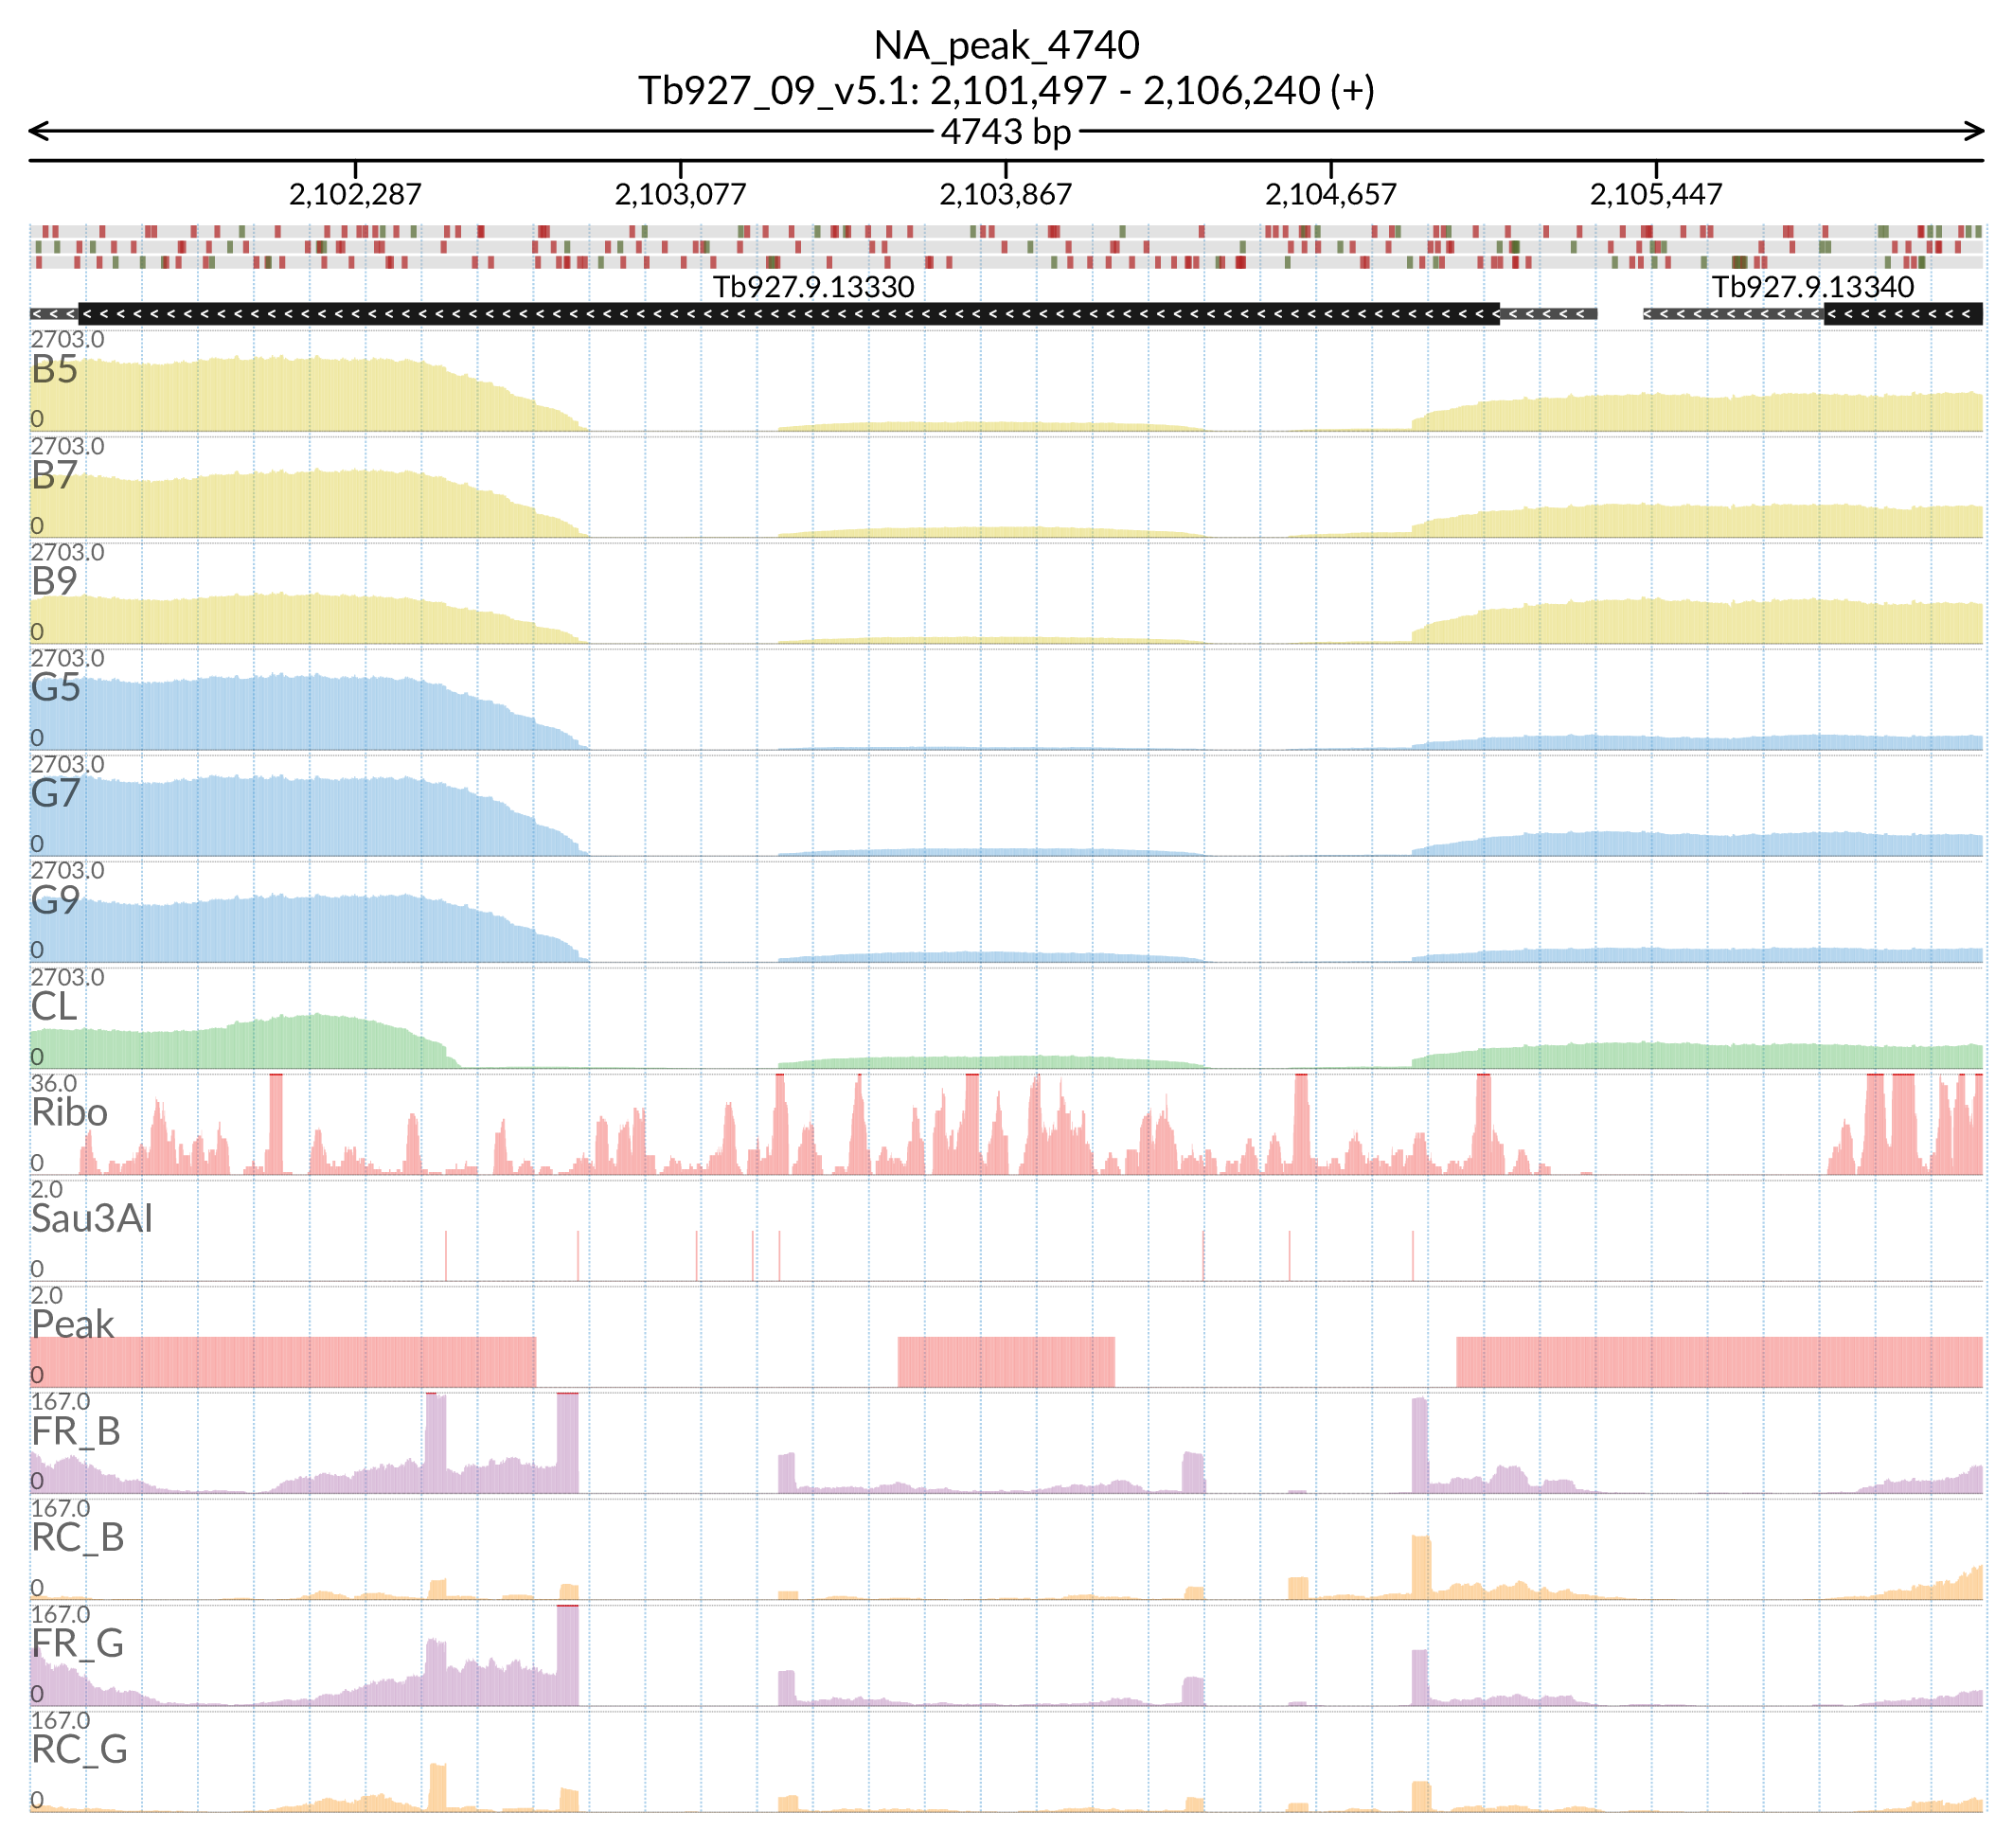 NA_peak_4740
Tb927_09_v5.1: 2,101,497 - 2,106,240 (+)
4743 bp
2,102,287 2,103,077 2,103,867 2,104,657 2,105,447
Tb927.9.13330 Tb927.9.13340
2703.0
B5
0
2703.0
B7
0
2703.0
B9
0
2703.0
G5
0
2703.0
G7
0
2703.0
G9
0
2703.0
CL
0
36.0
Ribo
0
2.0
Sau3AI
0
2.0
Peak
0
167.0
FR_B
0
167.0
RC_B
0
167.0
FR_G
0
167.0
RC_G
0